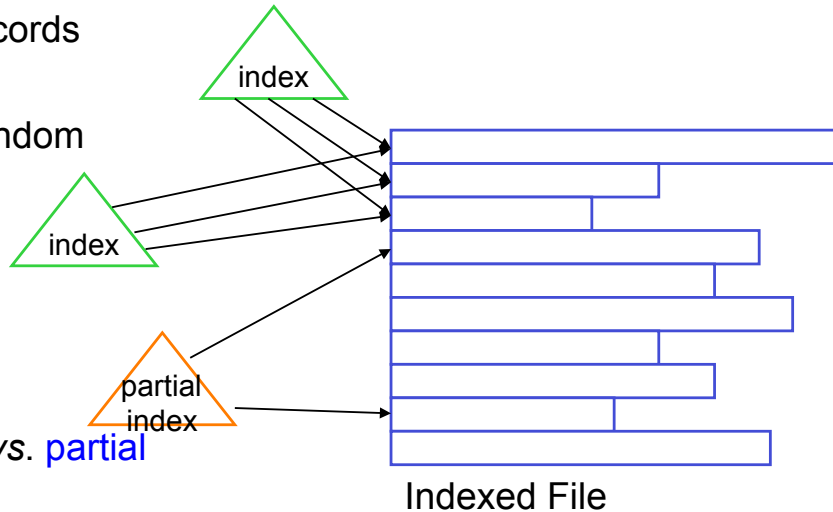 cords
index
ndom
index
partial
index
vs. partial
Indexed File